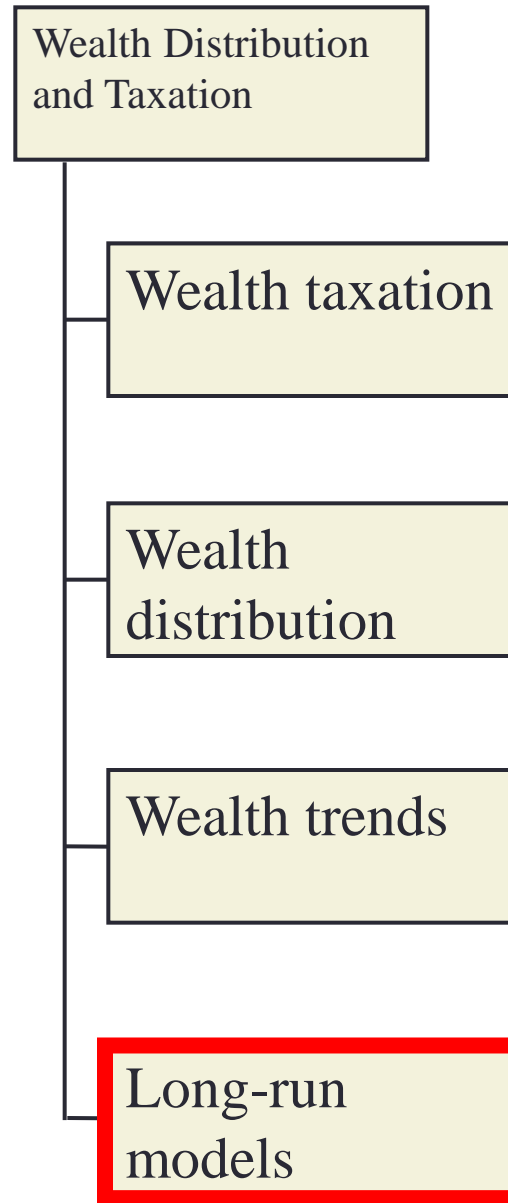 Wealth Distribution
and Taxation
Wealth taxation
Wealth
distribution
Wealth trends
Long-run
models